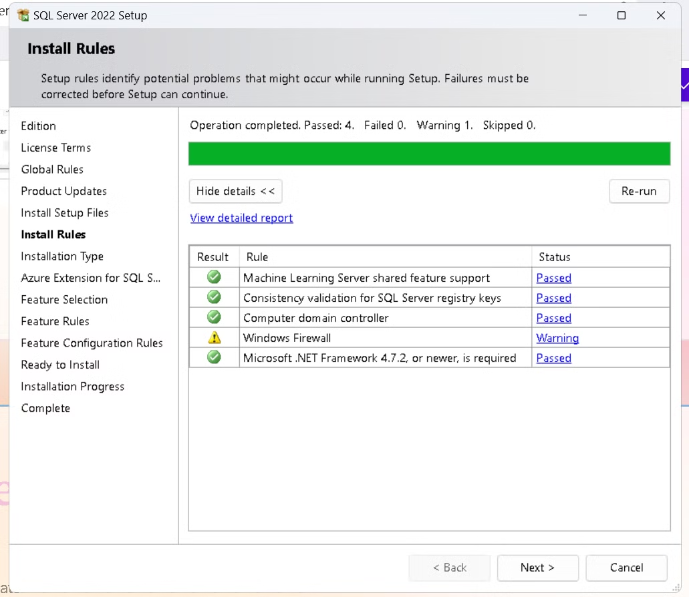 SQL Server 2022 Setup
Install Rules
Setup rules identify potential problems that might occur while running Setup. Failures must be
corrected before Setup can continue.
Edition
License Terms
Global Rules
Product Updates
Install Setup Files
Install Rules
Installation Type
Azure Extension for SQL S...
Feature Selection
Feature Rules
Feature Configuration Rules
Ready to Install
Installation Progress
Complete
Operation completed. Passed: 4. Failed 0. Warning 1. Skipped 0.
Hide details << Re-run
View detailed report
Result Rule Status
Machine Learning Server shared feature support Passed
Consistency validation for SQL Server registry keys Passed
Computer domain controller Passed
Windows Firewall Warning
Microsoft .NET Framework 4.7.2, or newer, is required Passed
< Back Next > Cancel